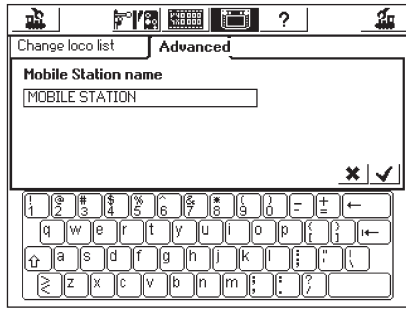 ?
Change loco list Advanced
Mobile Station name
MOBILE STATION
! @ # $ % ^ & * ( ) - + ←
1 2 3 4 5 6 7 8 9 0 =
q w e r t y u i o p { }
[ ]
a s d f g h j k l : " \
z x c v b n m ; : ?
/